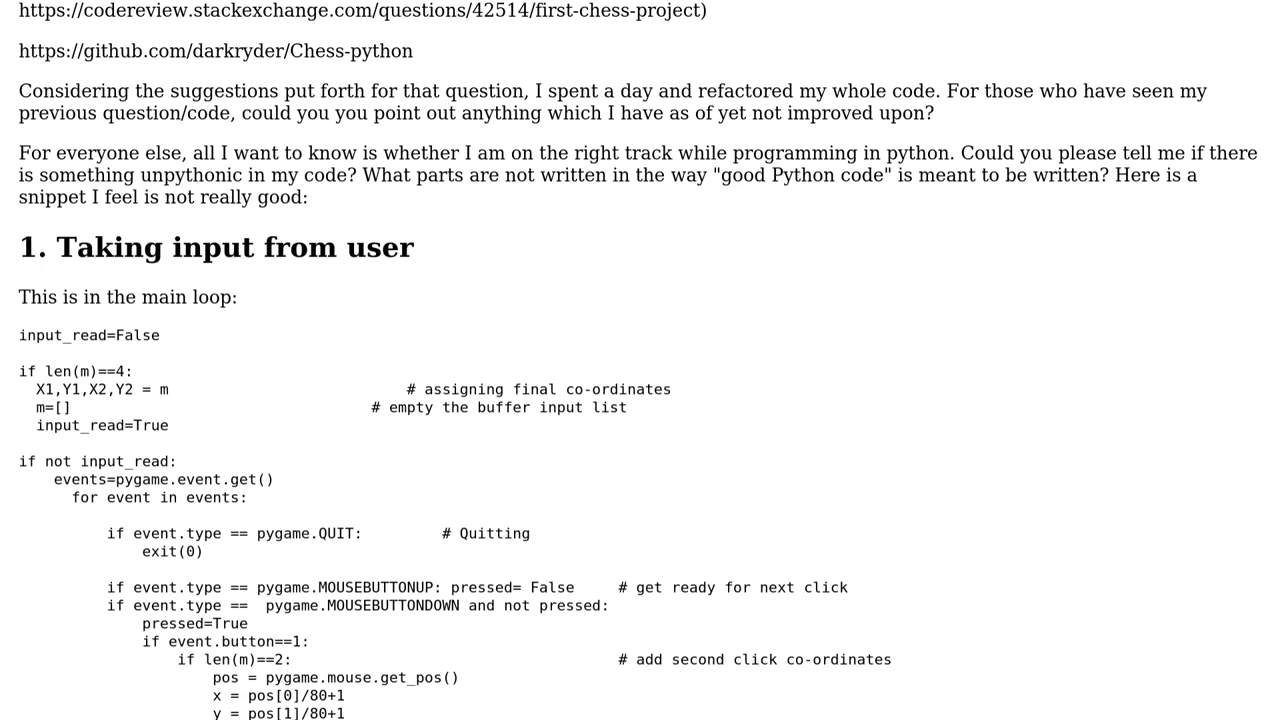 https://codereview.stackexchange.com/questions/42514/first-chess-project)
https://github.com/darkryder/Chess-python
Considering the suggestions put forth for that question, I spent a day and refactored my whole code. For those who have seen my
previous question/code, could you you point out anything which I have as of yet not improved upon?
For everyone else, all I want to know is whether I am on the right track while programming in python. Could you please tell me if there
is something unpythonic in my code? What parts are not written in the way "good Python code" is meant to be written? Here is a
snippet I feel is not really good:
1. Taking input from user
This is in the main loop:
input_read=False
if len(m)==4:
  X1,Y1,X2,Y2 = m                           # assigning final co-ordinates
  m=[]                                  # empty the buffer input list
  input_read=True
if not input_read:
    events=pygame.event.get()
      for event in events:
          if event.type == pygame.QUIT:         # Quitting
              exit(0)
          if event.type == pygame.MOUSEBUTTONUP: pressed= False     # get ready for next click
          if event.type ==  pygame.MOUSEBUTTONDOWN and not pressed:
              pressed=True
              if event.button==1:
                  if len(m)==2:                                     # add second click co-ordinates
                      pos = pygame.mouse.get_pos()
                      x = pos[0]/80+1
                      y = pos[1]/80+1